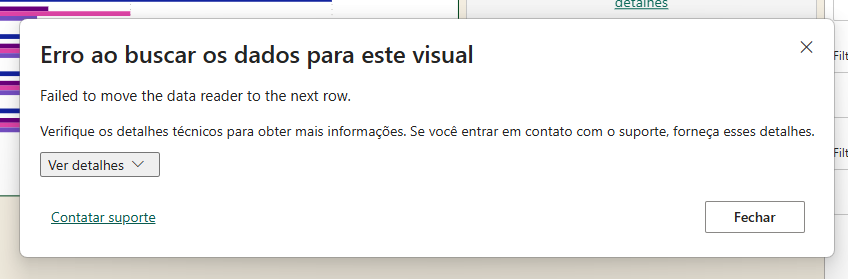 detalhes
Erro ao buscar os dados para este visual
Filt
Failed to move the data reader to the next row.
Verifique os detalhes técnicos para obter mais informações. Se você entrar em contato com o suporte, forneça esses detalhes.
Ver detalhes
Filt
Contatar suporte
Fechar